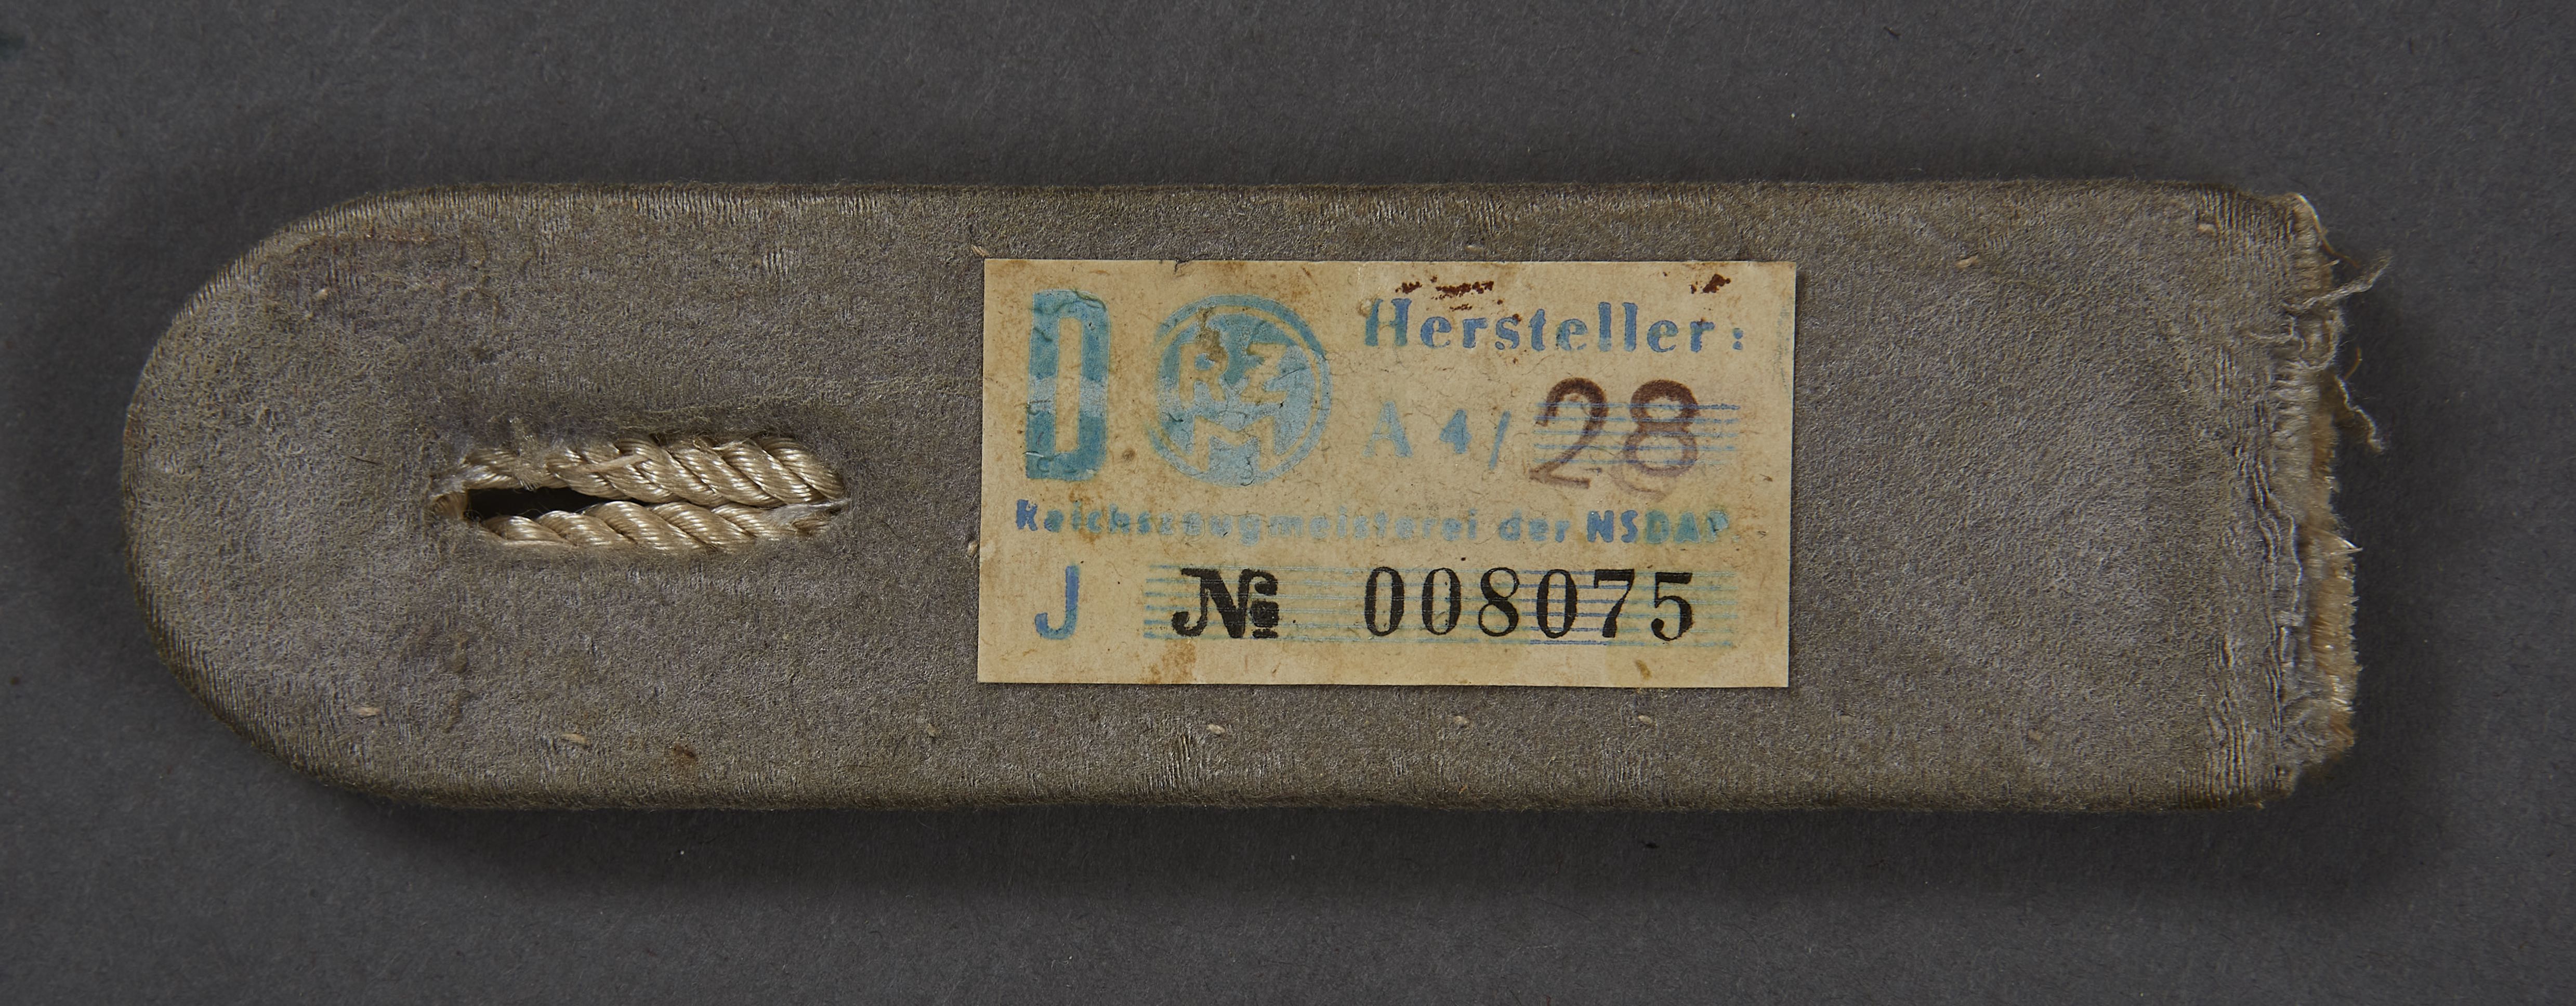 D RZM Hersteller:
A 4/ 28
Reichszeugmeisterei der NSDAP.
J № 008075